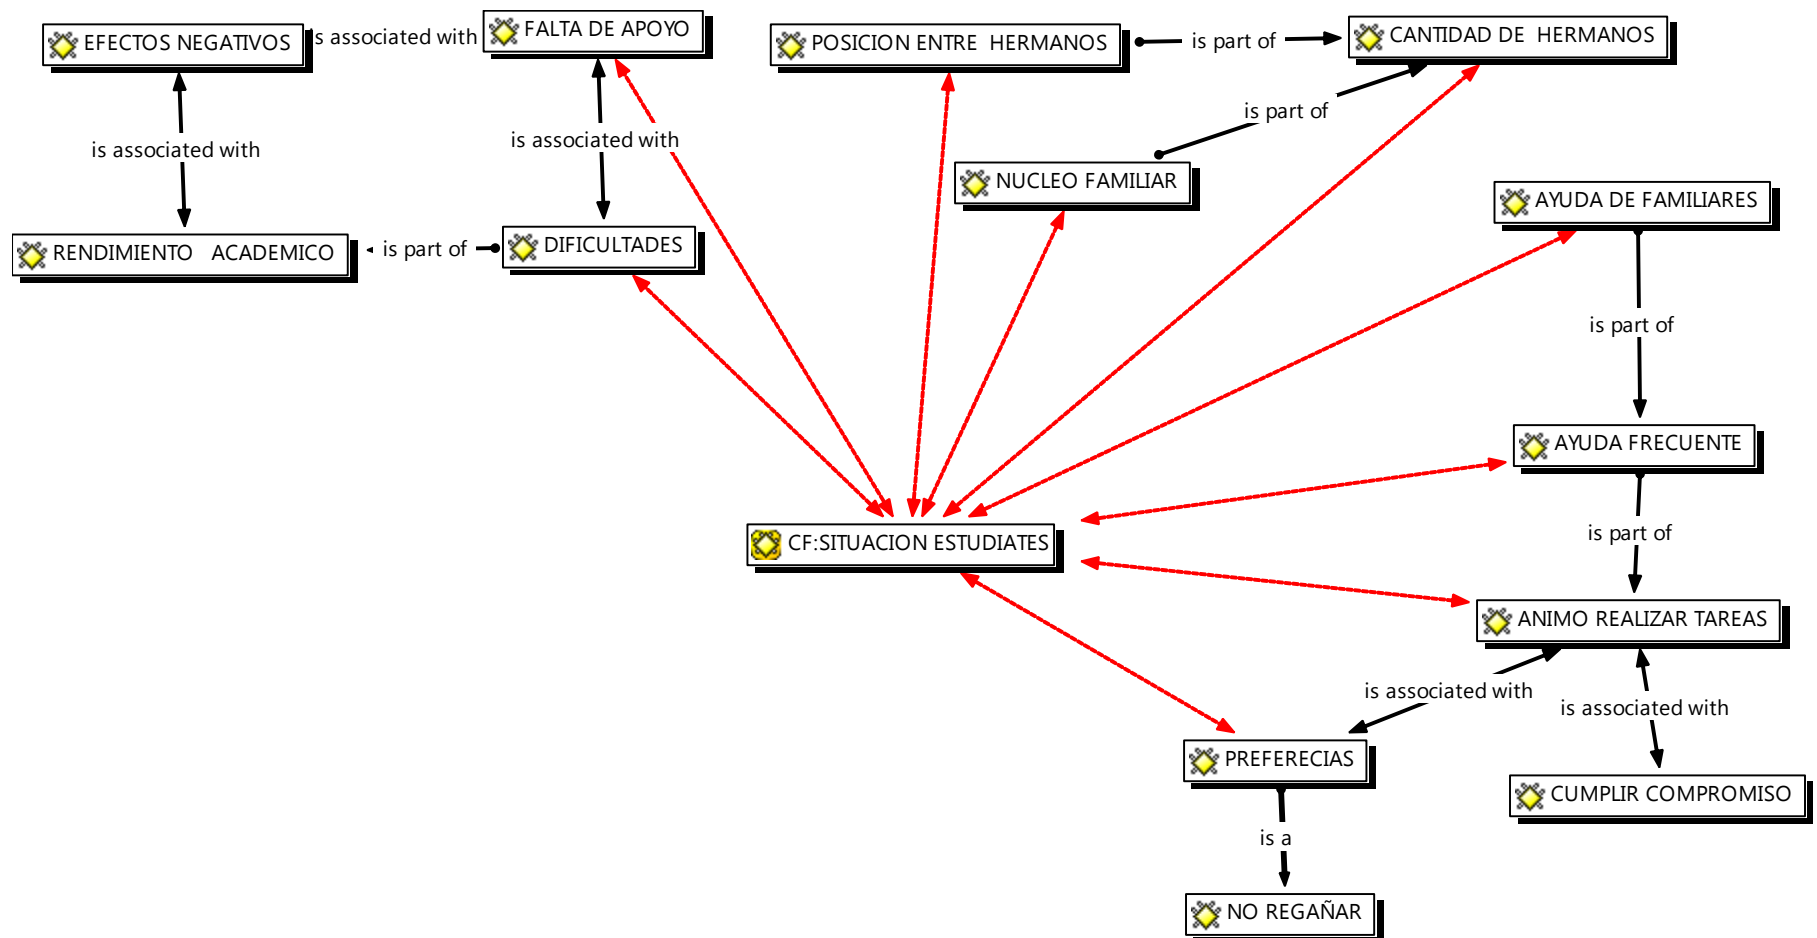 EFECTOS NEGATIVOS
is associated with
FALTA DE APOYO
POSICION ENTRE  HERMANOS
is part of
CANTIDAD DE  HERMANOS
is part of
is associated with
is associated with
NUCLEO FAMILIAR
AYUDA DE FAMILIARES
RENDIMIENTO   ACADEMICO
is part of
DIFICULTADES
is part of
AYUDA FRECUENTE
is part of
CF:SITUACION ESTUDIATES
ANIMO REALIZAR TAREAS
is associated with
is associated with
PREFERECIAS
CUMPLIR COMPROMISO
is a
NO REGAÑAR